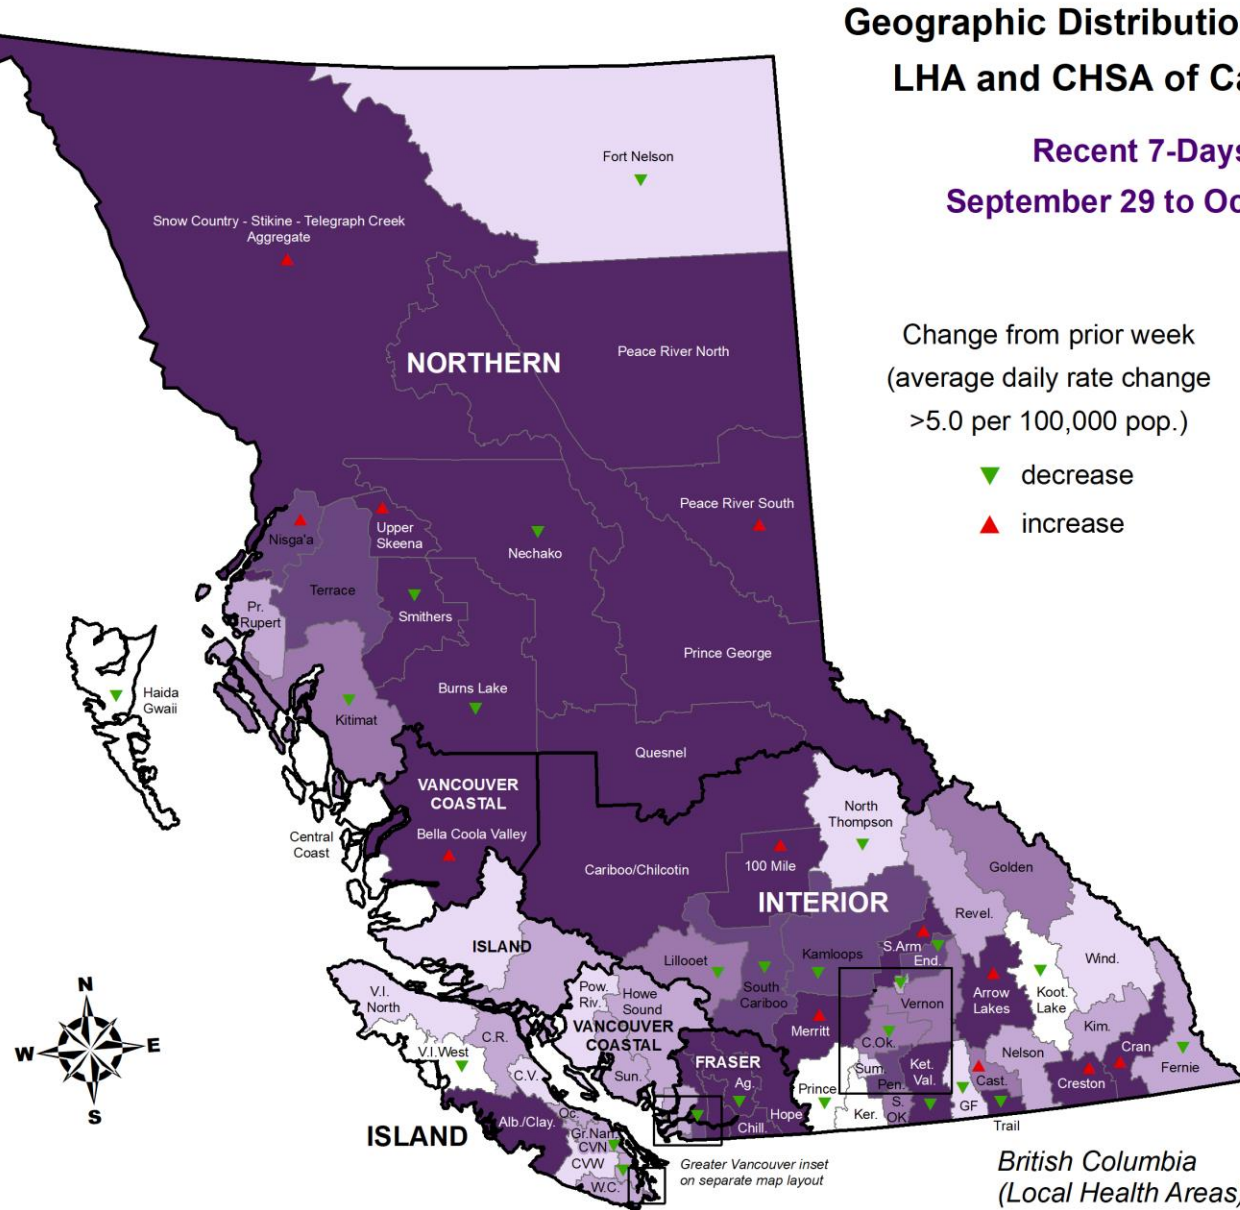 Geographic Distributio
LHA and CHSA of Ca
Recent 7-Days
September 29 to Oc
Change from prior week
(average daily rate change
>5.0 per 100,000 pop.)
decrease
increase
Fort Nelson
Snow Country - Stikine - Telegraph Creek
Aggregate
NORTHERN
Peace River North
Peace River South
Upper
Skeena
Nisga'a
Nechako
Terrace
Smithers
Pr.
Rupert
Prince George
Haida
Gwaii
Burns Lake
Kitimat
Quesnel
VANCOUVER
COASTAL
Bella Coola Valley
Central
Coast
North
Thompson
100 Mile
Cariboo/Chilcotin
Golden
INTERIOR
Revel.
ISLAND
S.Arm
End.
Kamloops
Lillooet
Wind.
South
Cariboo
Arrow
Lakes
Koot.
Lake
Vernon
V.I.
North
Pow.
Riv.
Howe
Sound
VANCOUVER
COASTAL
Merritt
C.Ok.
Kim.
C.R.
V.I.West
Nelson
Cran
FRASER
Fernie
C.V.
Sun.
Ag.
Prince
Sum.
Pen.
Ket.
Val.
Cast.
Creston
Alb./Clay.
Oc.
Hope
Chill.
Ker.
S.
OK
GF
Trail
ISLAND
Gr.Nan.
CVN
CVW
W.C.
Greater Vancouver inset
on separate map layout
British Columbia
(Local Health Areas)
N
W
E
S